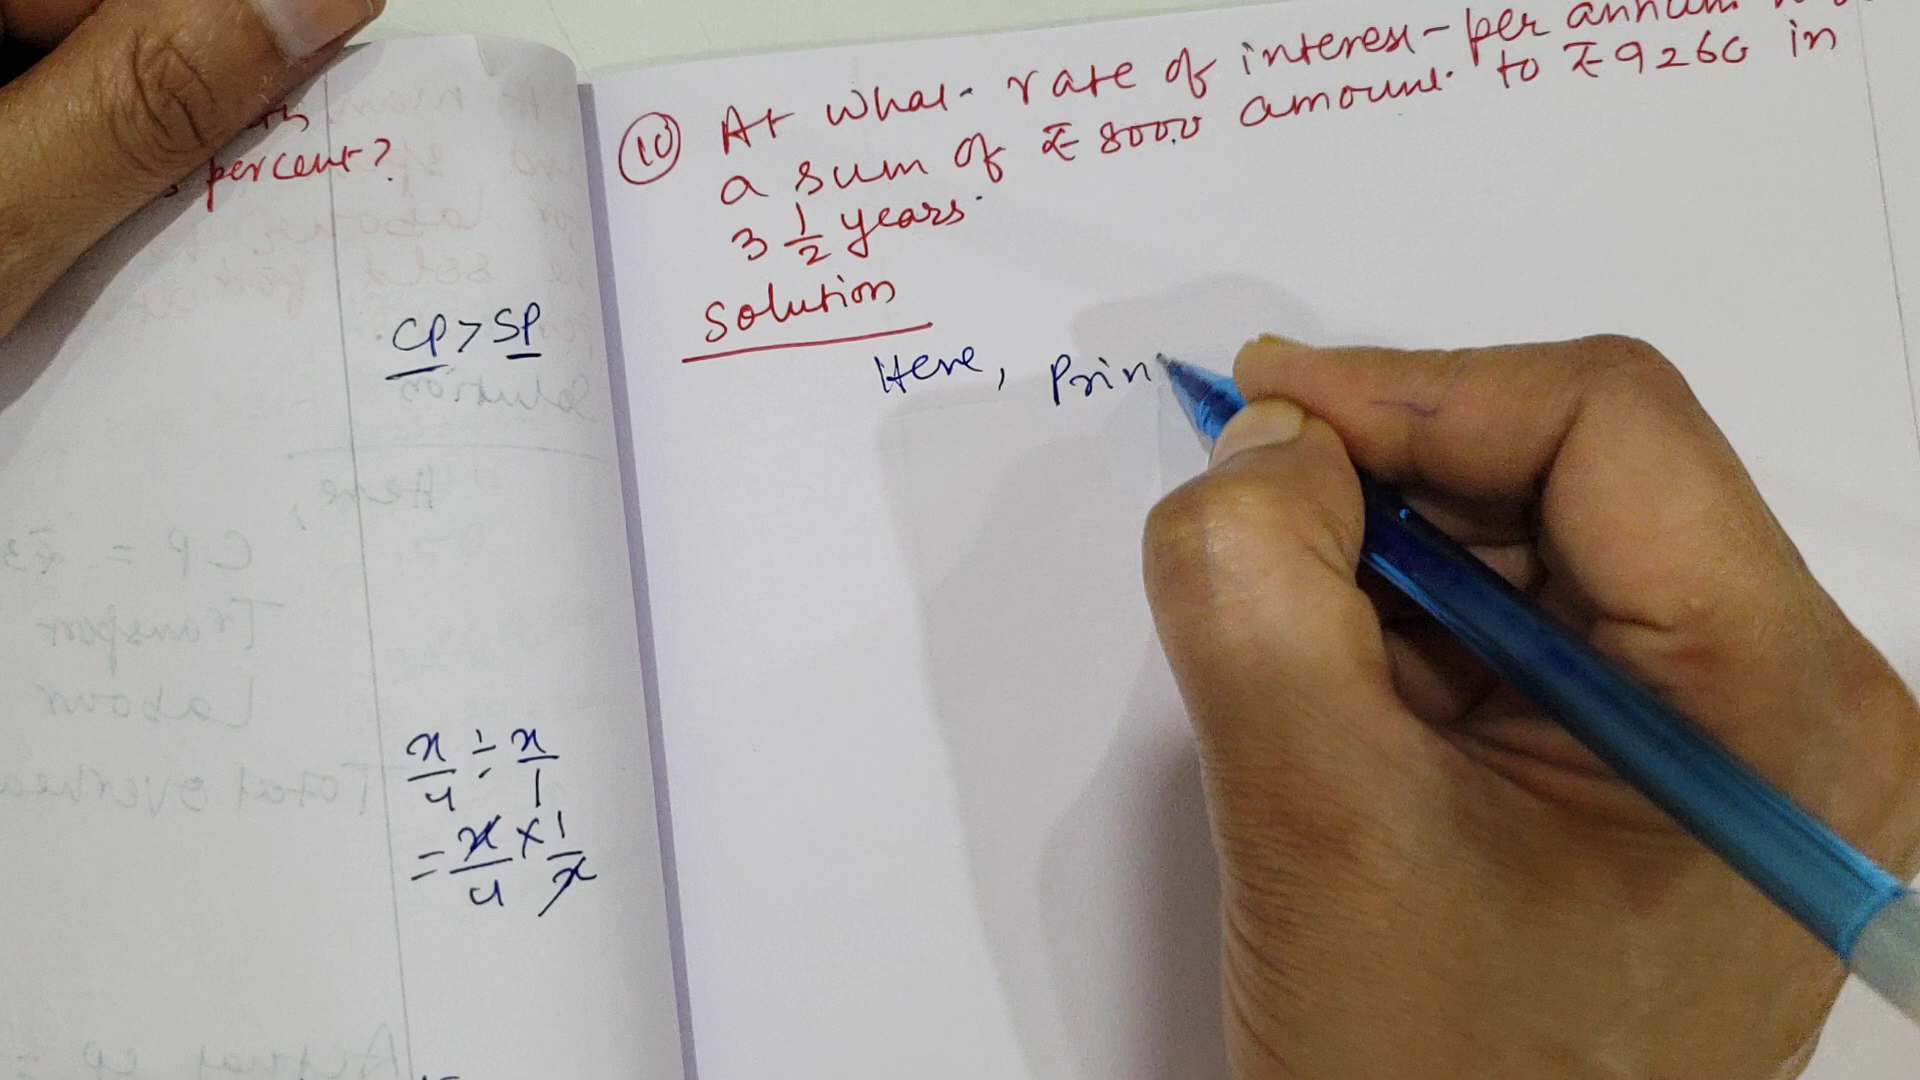 percent?
CP > SP
x/4 ÷ x/1
= x/4 × 1/x
(10) At what rate of interest per annum
a sum of ₹8000 amount to ₹9260 in
3 1/2 years.
Solution
Here, Prin